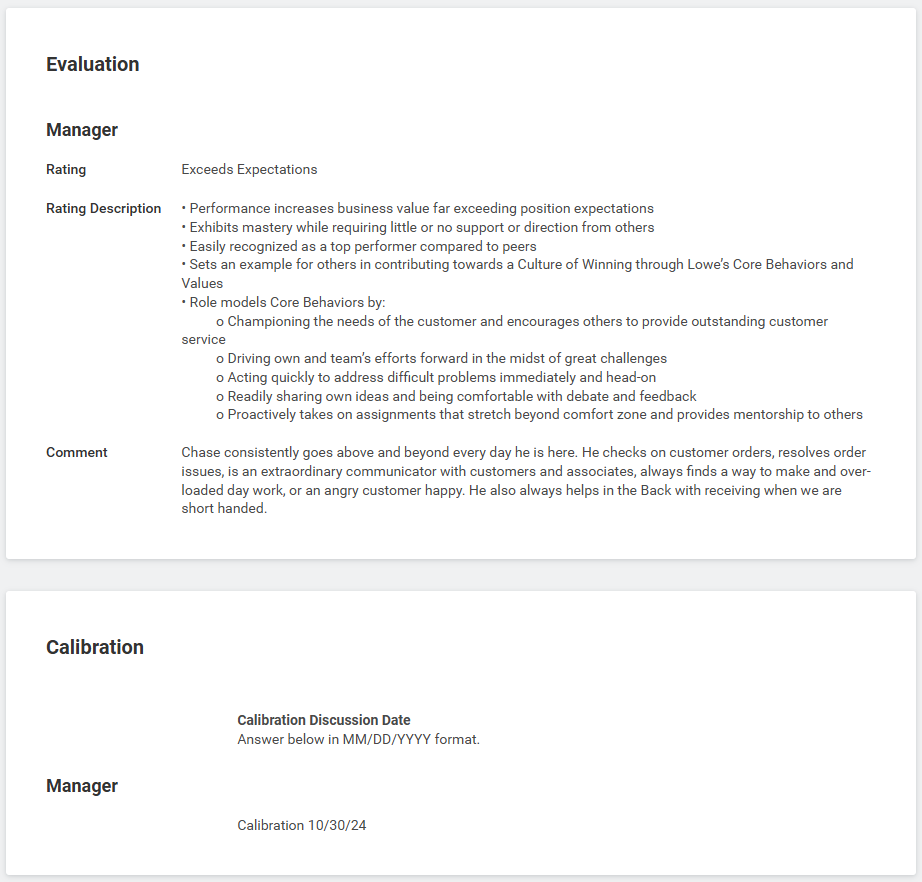 Evaluation
Manager
Rating Exceeds Expectations
Rating Description • Performance increases business value far exceeding position expectations
• Exhibits mastery while requiring little or no support or direction from others
• Easily recognized as a top performer compared to peers
• Sets an example for others in contributing towards a Culture of Winning through Lowe’s Core Behaviors and
Values
• Role models Core Behaviors by:
o Championing the needs of the customer and encourages others to provide outstanding customer
service
o Driving own and team’s efforts forward in the midst of great challenges
o Acting quickly to address difficult problems immediately and head-on
o Readily sharing own ideas and being comfortable with debate and feedback
o Proactively takes on assignments that stretch beyond comfort zone and provides mentorship to others
Comment Chase consistently goes above and beyond every day he is here. He checks on customer orders, resolves order
issues, is an extraordinary communicator with customers and associates, always finds a way to make and over-
loaded day work, or an angry customer happy. He also always helps in the Back with receiving when we are
short handed.
Calibration
Calibration Discussion Date
Answer below in MM/DD/YYYY format.
Manager
Calibration 10/30/24